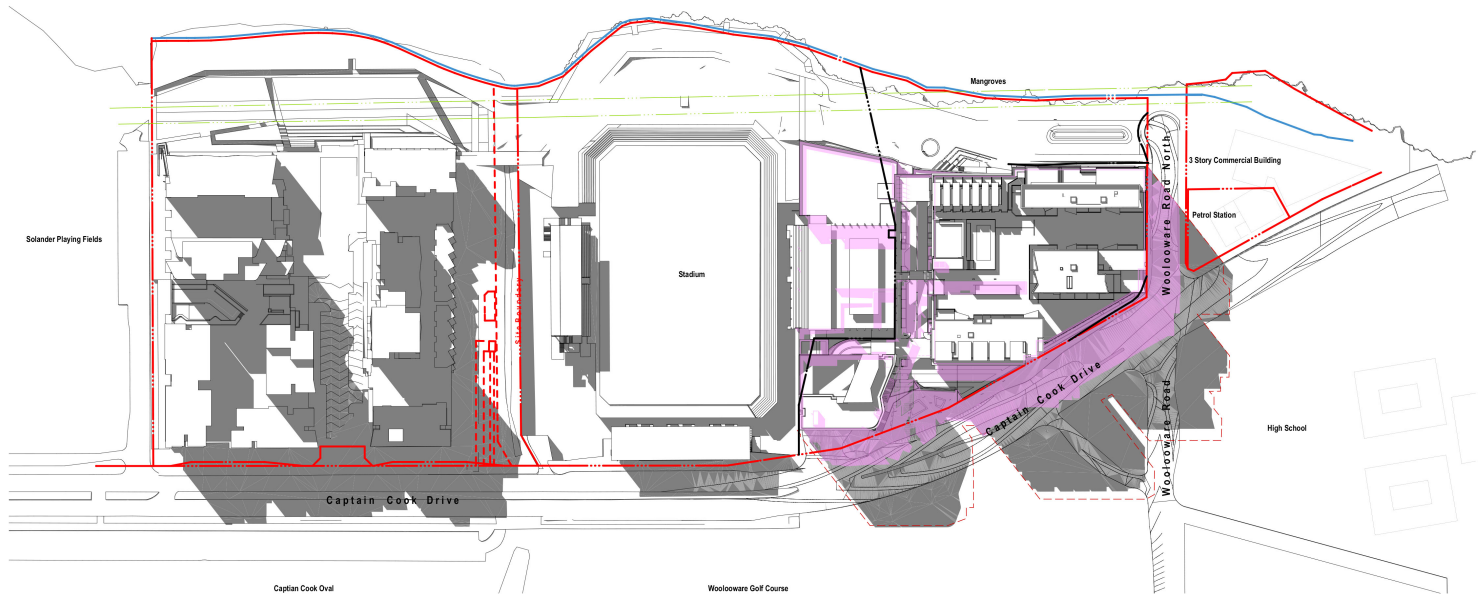 Mangroves
Woolooware Road North
3 Story Commercial Building
Petrol Station
Solander Playing Fields
Stadium
Site Boundary
P
Captain Cook Drive
Woolooware Road
High School
Captain Cook Drive
Captian Cook Oval
Woolooware Golf Course